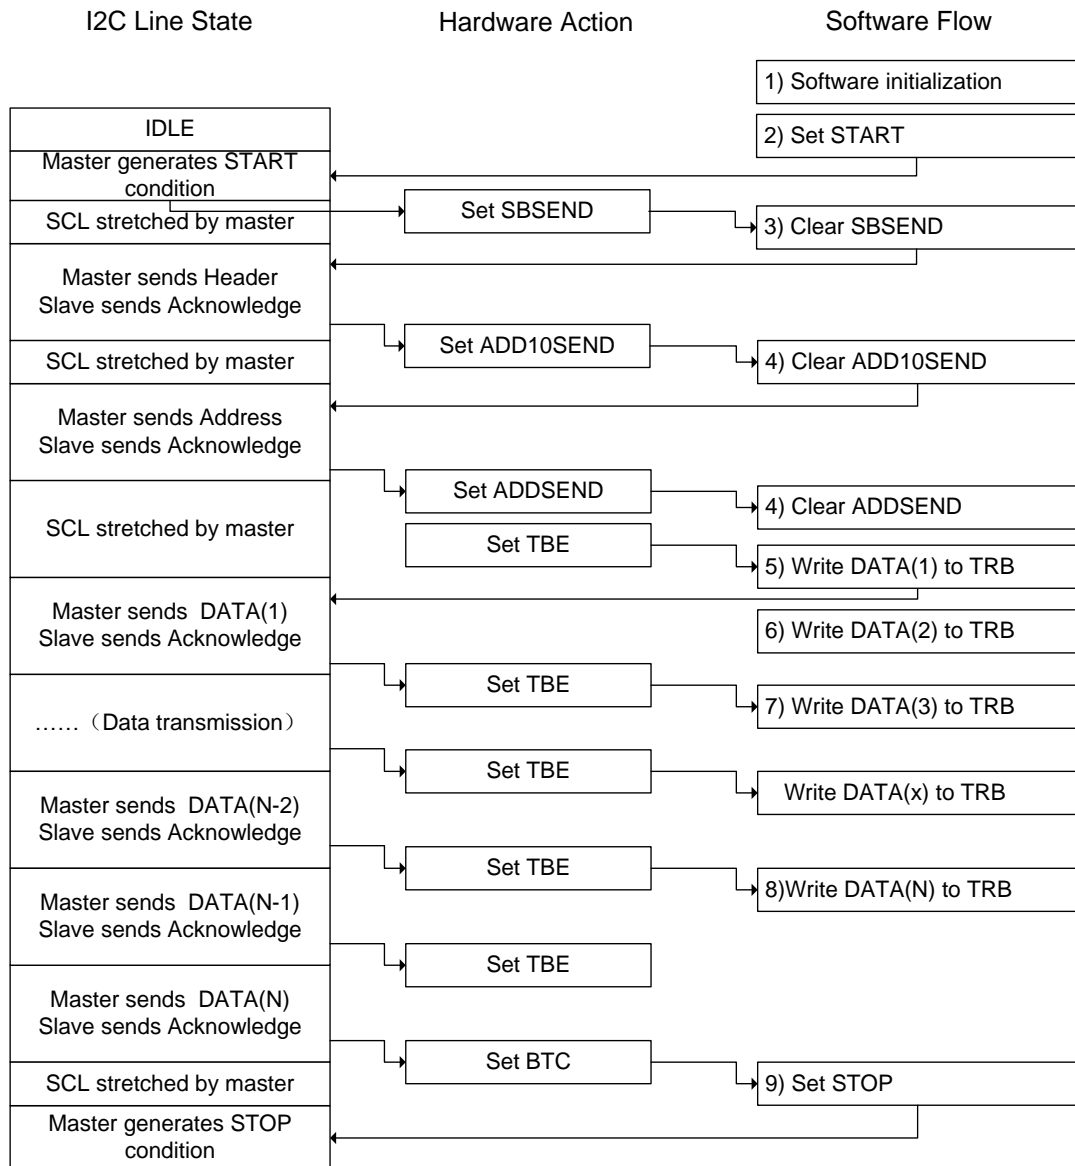 I2C Line State
Hardware Action
Software Flow
1) Software initialization
IDLE
2) Set START
Master generates START
condition
Set SBSEND
SCL stretched by master
3) Clear SBSEND
Master sends Header
Slave sends Acknowledge
Set ADD10SEND
SCL stretched by master
4) Clear ADD10SEND
Master sends Address
Slave sends Acknowledge
Set ADDSEND
4) Clear ADDSEND
SCL stretched by master
Set TBE
5) Write DATA(1) to TRB
Master sends DATA(1)
Slave sends Acknowledge
6) Write DATA(2) to TRB
Set TBE
7) Write DATA(3) to TRB
……（Data transmission）
Set TBE
Write DATA(x) to TRB
Master sends DATA(N-2)
Slave sends Acknowledge
Set TBE
8)Write DATA(N) to TRB
Master sends DATA(N-1)
Slave sends Acknowledge
Set TBE
Master sends DATA(N)
Slave sends Acknowledge
Set BTC
SCL stretched by master
9) Set STOP
Master generates STOP
condition